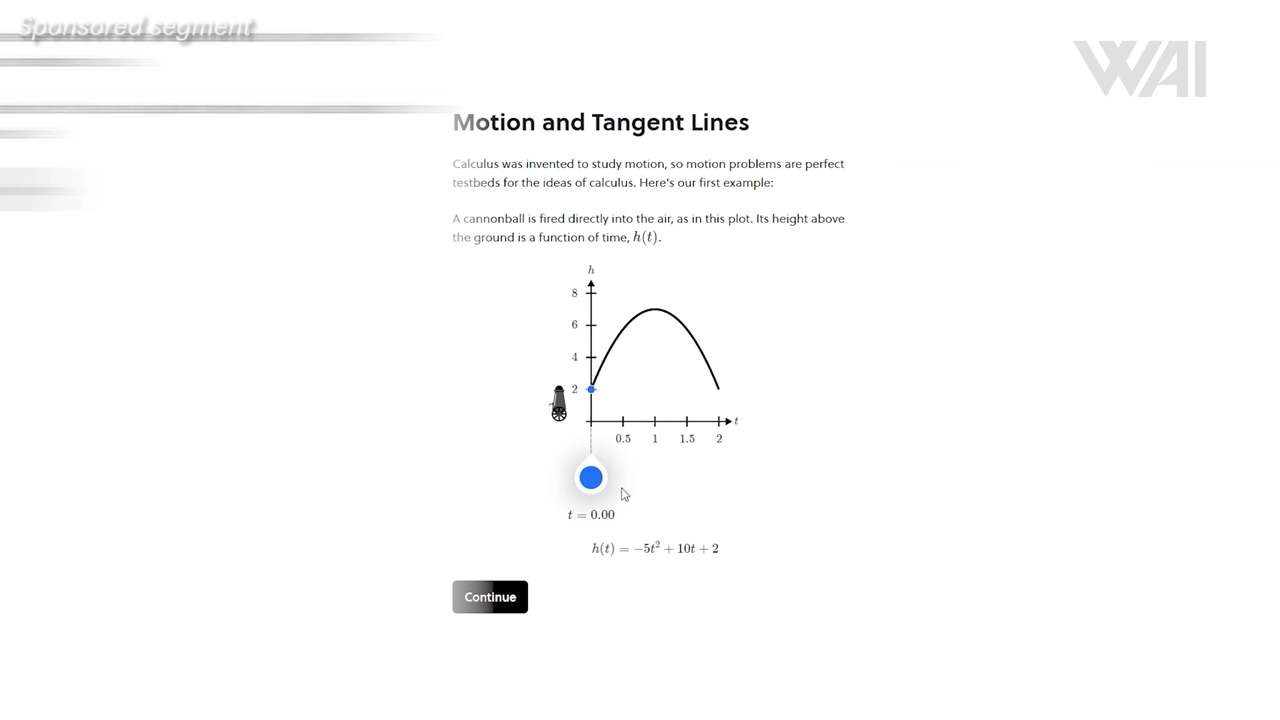 Sponsored segment
WAI
Motion and Tangent Lines
Calculus was invented to study motion, so motion problems are perfect
testbeds for the ideas of calculus. Here's our first example:
A cannonball is fired directly into the air, as in this plot. Its height above
the ground is a function of time, h(t).
h
8
6
4
2
t
0.5 1 1.5 2
t = 0.00
h(t) = −5t² + 10t + 2
Continue